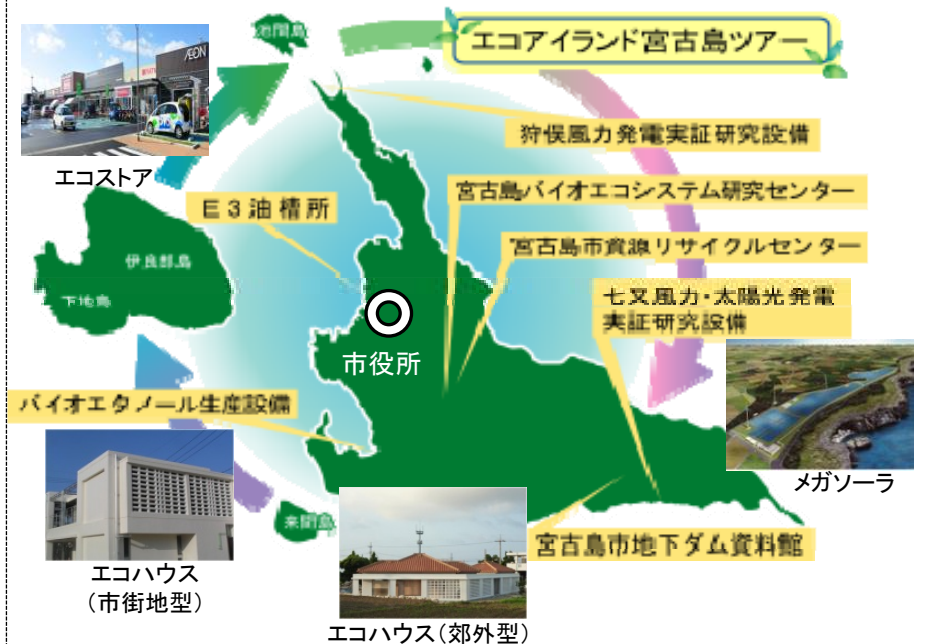 池間島
エコアイランド宮古島ツアー
ÆON
狩俣風力発電実証研究設備
エコストア
宮古島バイオエコシステム研究センター
E3油槽所
宮古島市資源リサイクルセンター
伊良部島
下地島
七又風力・太陽光発電
実証研究設備
市役所
バイオエタノール生産設備
メガソーラ
来間島
宮古島市地下ダム資料館
エコハウス
（市街地型）
エコハウス（郊外型）